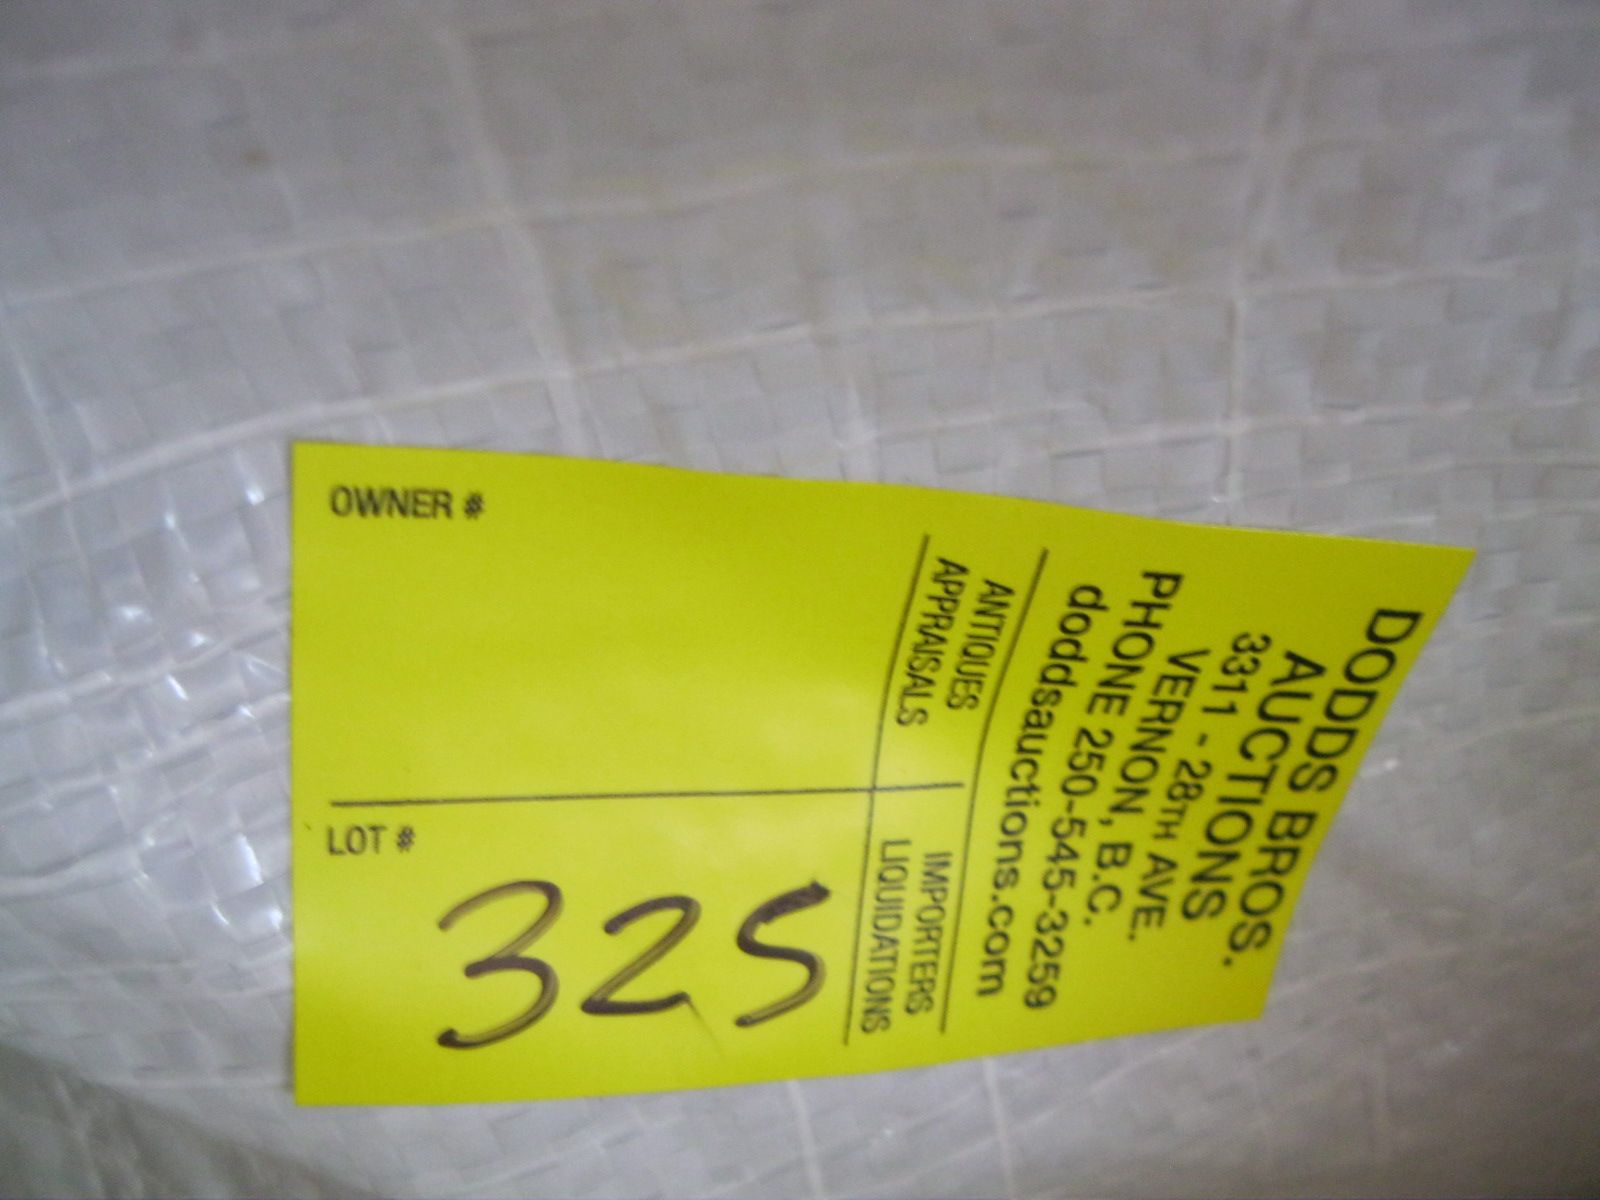 DODDS BROS.
AUCTIONS
3311 - 28TH AVE.
VERNON, B.C.
PHONE 250-545-3259
doddsauctions.com
ANTIQUES
APPRAISALS
IMPORTERS
LIQUIDATIONS
OWNER #
LOT #
325